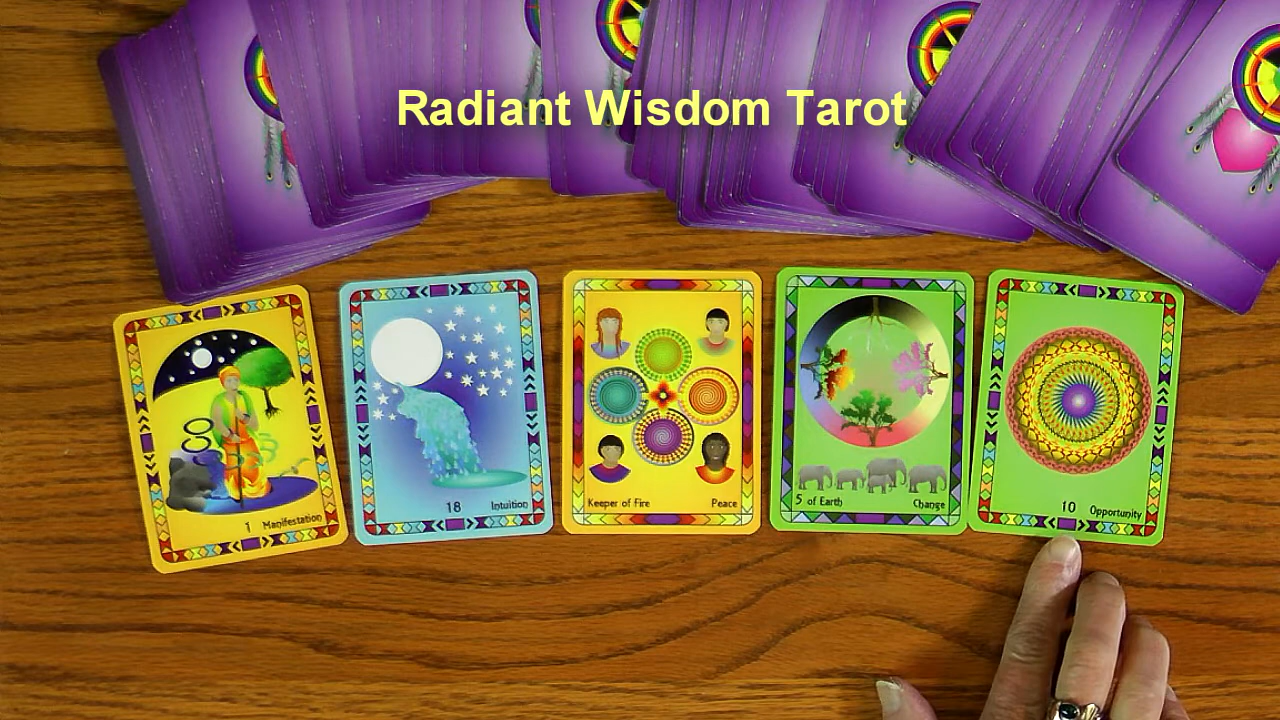 Radiant Wisdom Tarot
1 Manifestation
18 Intuition
Keeper of Fire Peace
5 of Earth Change
10 Opportunity